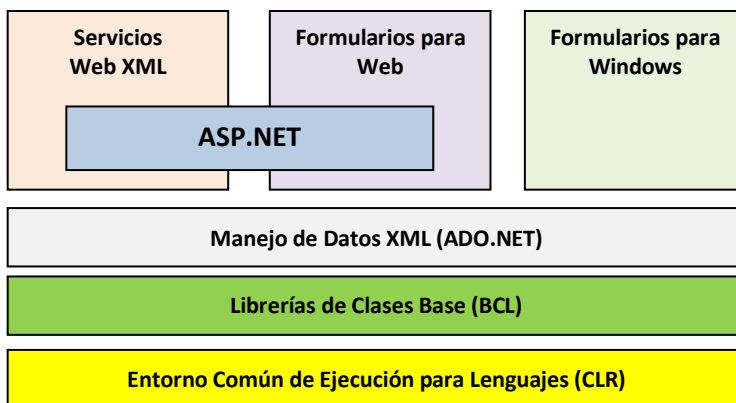 Servicios
Web XML
Formularios para
Web
Formularios para
Windows
ASP.NET
Manejo de Datos XML (ADO.NET)
Librerías de Clases Base (BCL)
Entorno Común de Ejecución para Lenguajes (CLR)